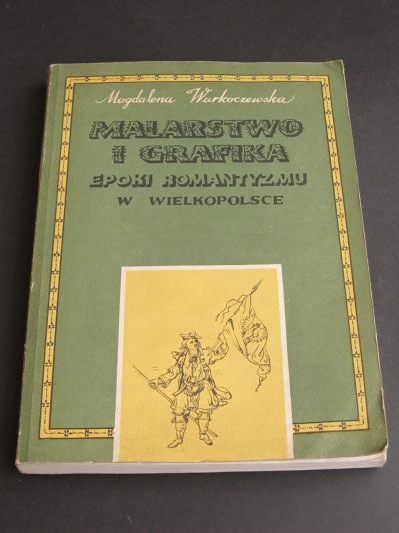 Magdalena Warkoczewska
MALARSTWO
I GRAFIKA
EPOKI ROMANTYZMU
W WIELKOPOLSCE